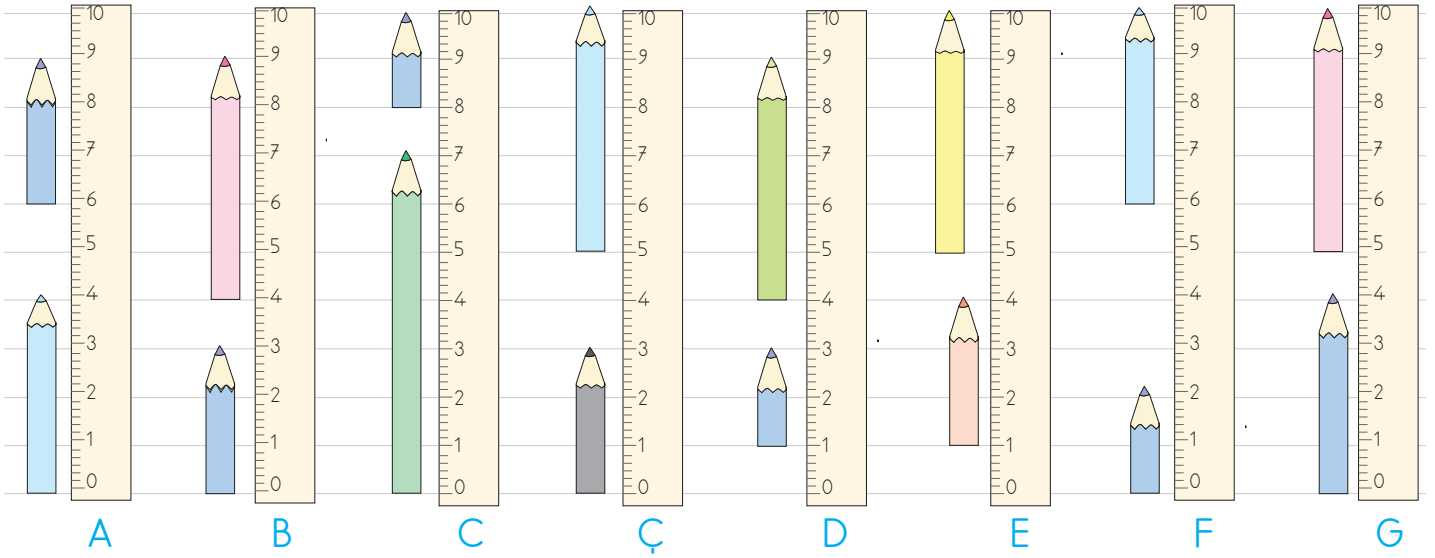 10 10 10 10 10 10 10 10
9 9 9 9 9 9 9 9
8 8 8 8 8 8 8 8
7 7 7 7 7 7 7 7
6 6 6 6 6 6 6 6
5 5 5 5 5 5 5 5
4 4 4 4 4 4 4 4
3 3 3 3 3 3 3 3
2 2 2 2 2 2 2 2
1 1 1 1 1 1 1 1
0 0 0 0 0 0 0 0
A B C Ç D E F G